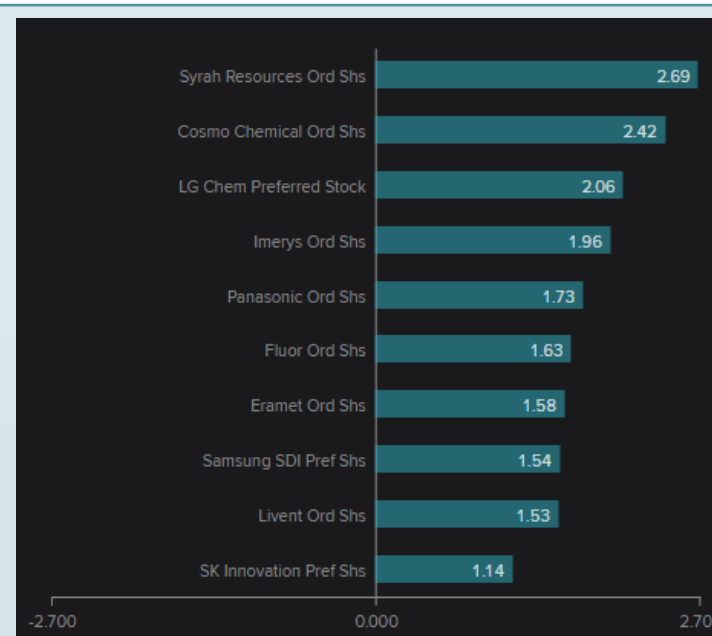 Syrah Resources Ord Shs 2.69
Cosmo Chemical Ord Shs 2.42
LG Chem Preferred Stock 2.06
Imerys Ord Shs 1.96
Panasonic Ord Shs 1.73
Fluor Ord Shs 1.63
Eramet Ord Shs 1.58
Samsung SDI Pref Shs 1.54
Livent Ord Shs 1.53
SK Innovation Pref Shs 1.14
-2.700 0.000 2.70